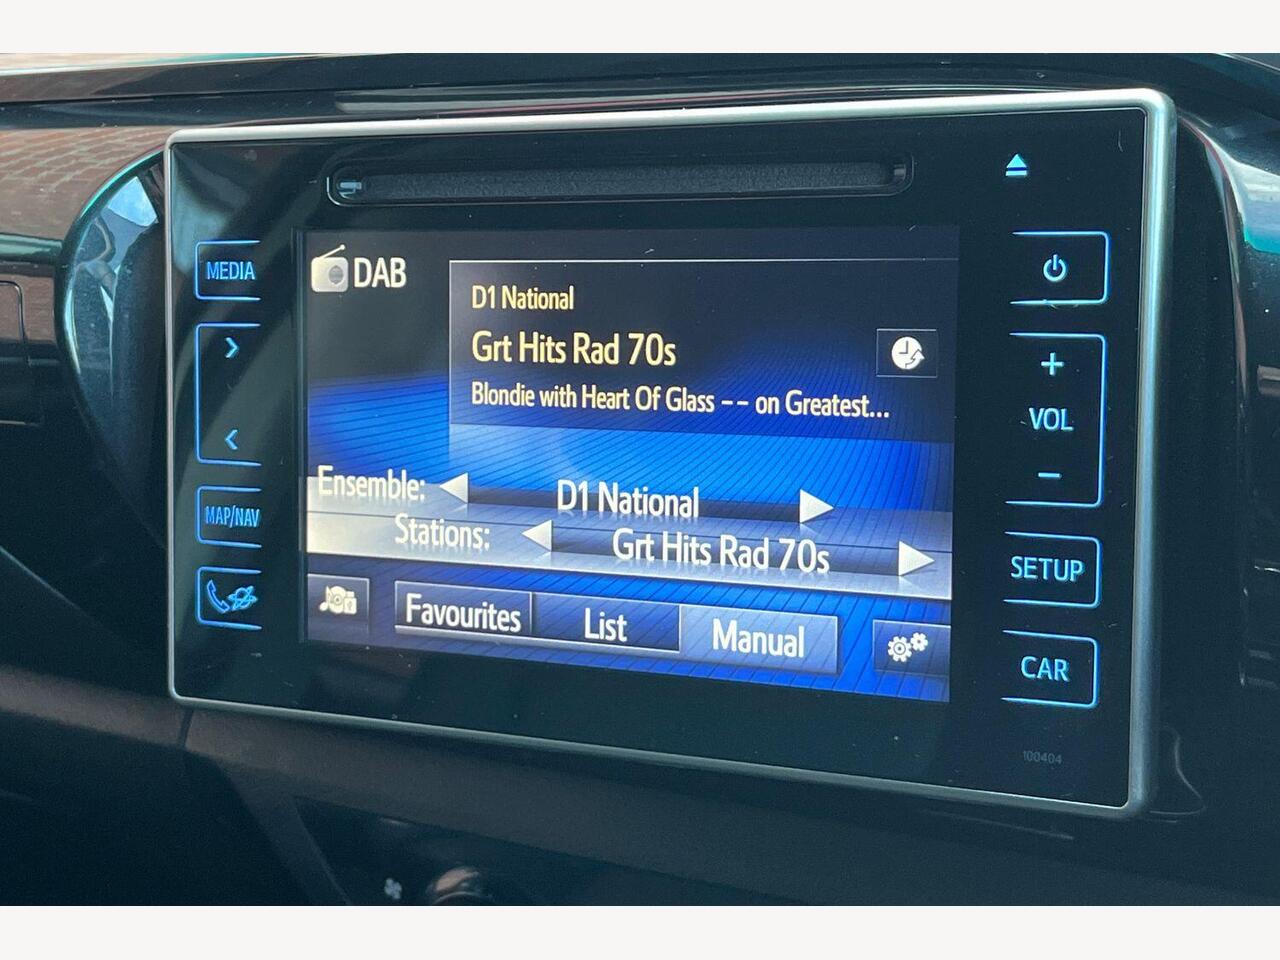 MEDIA
MAP/NAV
DAB
D1 National
Grt Hits Rad 70s
Blondie with Heart Of Glass -- on Greatest...
Ensemble: D1 National
Stations: Grt Hits Rad 70s
Favourites List Manual
+
VOL
-
SETUP
CAR
100404